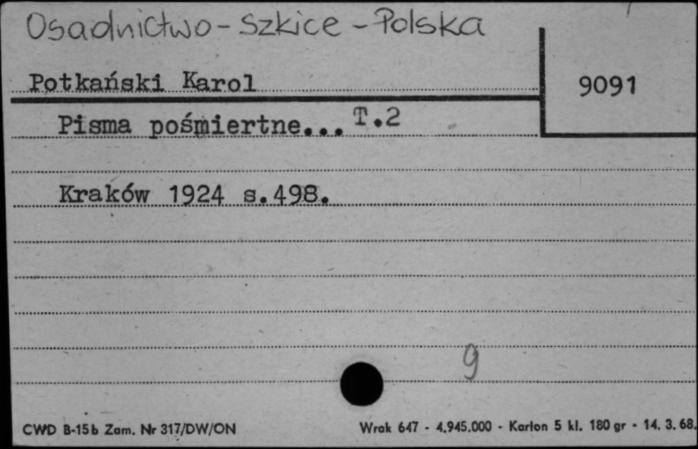 Osadnictwo - Szkice - Polska
Potkański Karol
9091
Pisma pośmiertne... T.2
Kraków 1924 s.498.
9
CWD B-15b Zam. Nr 317/DW/ON
Wrok 647 - 4.945.000 - Karton 5 kl. 180 gr - 14. 3. 68.